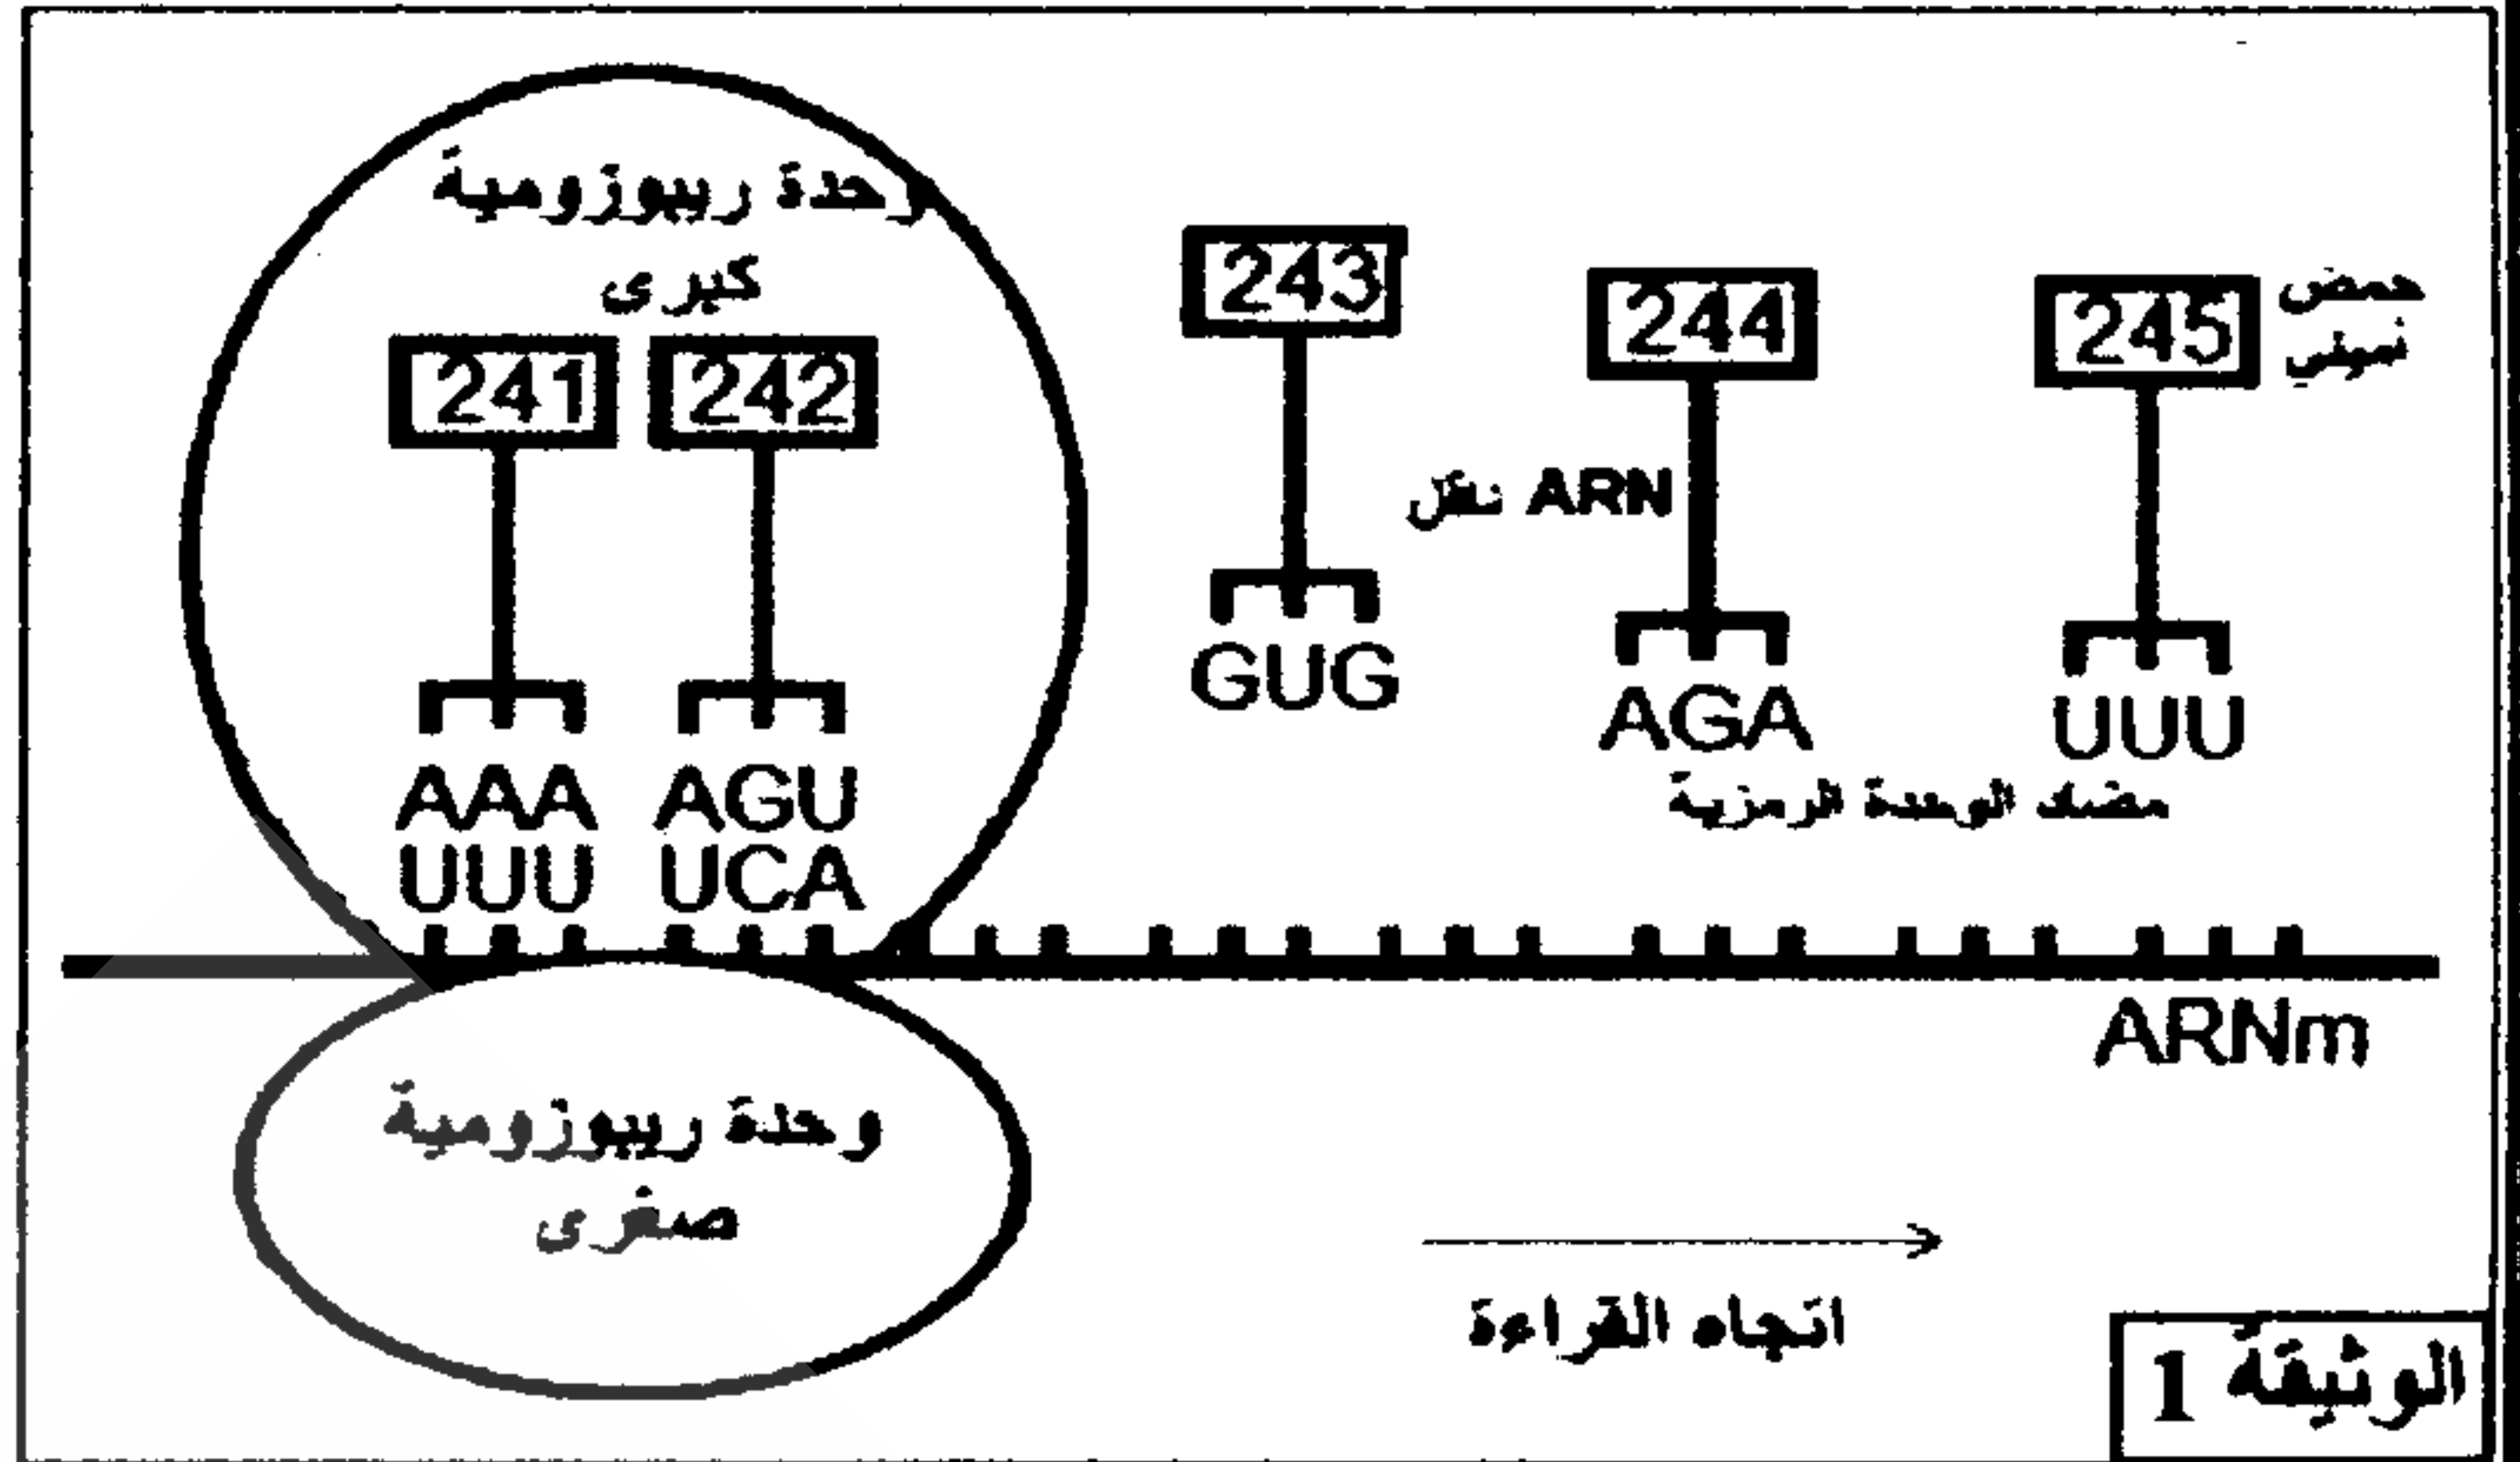 وحدة ريبوزومية
كبرى
241 242 243 244 245
حمض
أميني
ARN نقل
GUG AGA UUU
مضاد الوحدة الرمزية
AAA AGU
UUU UCA
ARNm
وحدة ريبوزومية
صغرى
اتجاه القراءة
الوثيقة 1